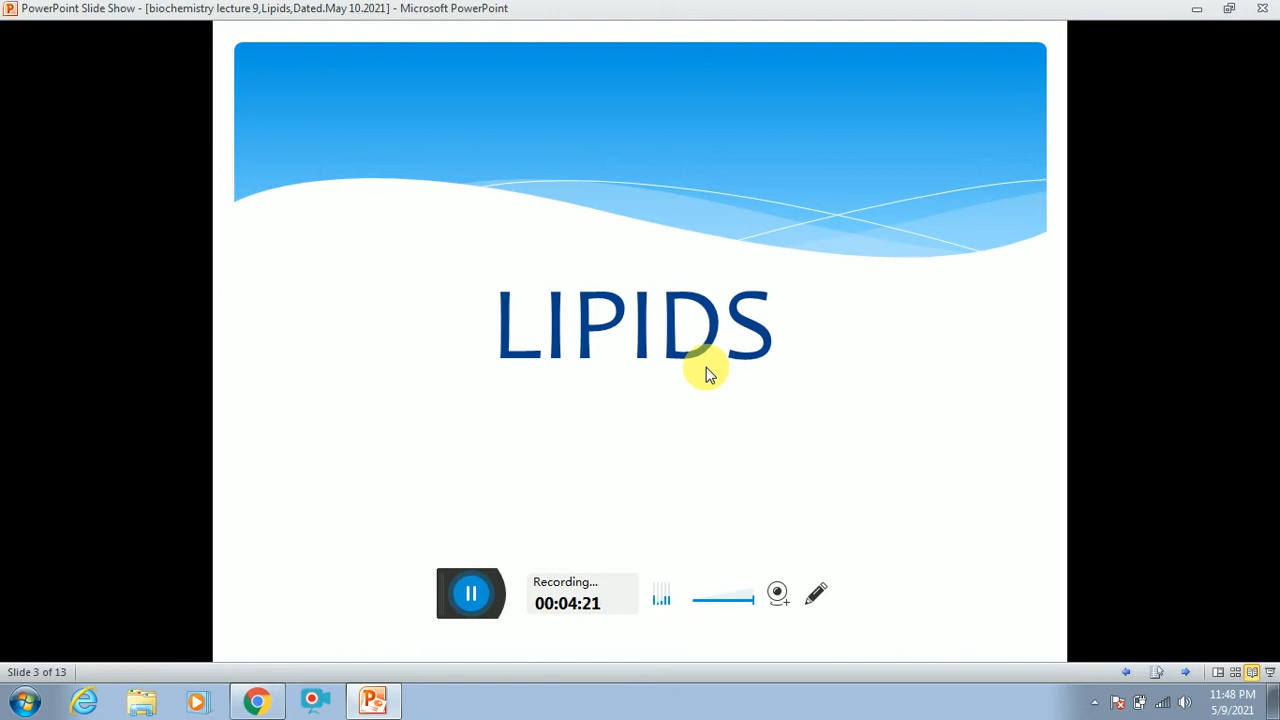 PowerPoint Slide Show - [biochemistry lecture 9,Lipids,Dated.May 10.2021] - Microsoft PowerPoint
LIPIDS
Recording...
00:04:21
Slide 3 of 13
11:48 PM
5/9/2021